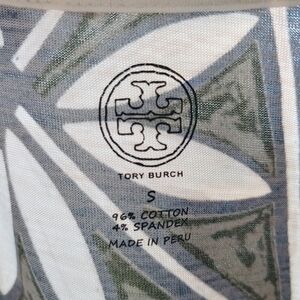 TORY BURCH
S
96% COTTON
4% SPANDEX
MADE IN PERU